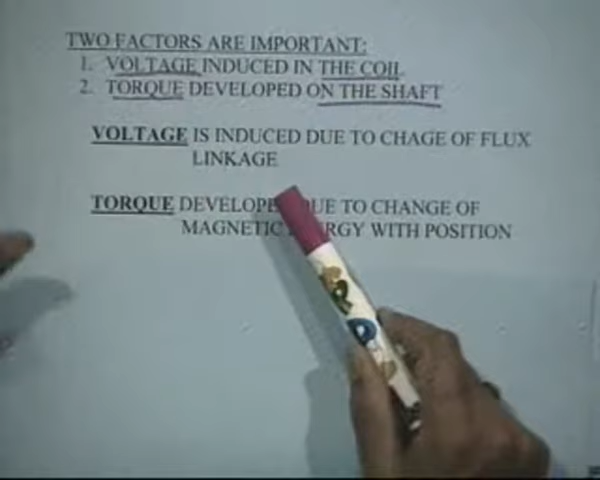 TWO FACTORS ARE IMPORTANT:
1. VOLTAGE INDUCED IN THE COIL
2. TORQUE DEVELOPED ON THE SHAFT
VOLTAGE IS INDUCED DUE TO CHAGE OF FLUX
LINKAGE
TORQUE TO CHANGE OF
MAGNETIC WITH POSITION